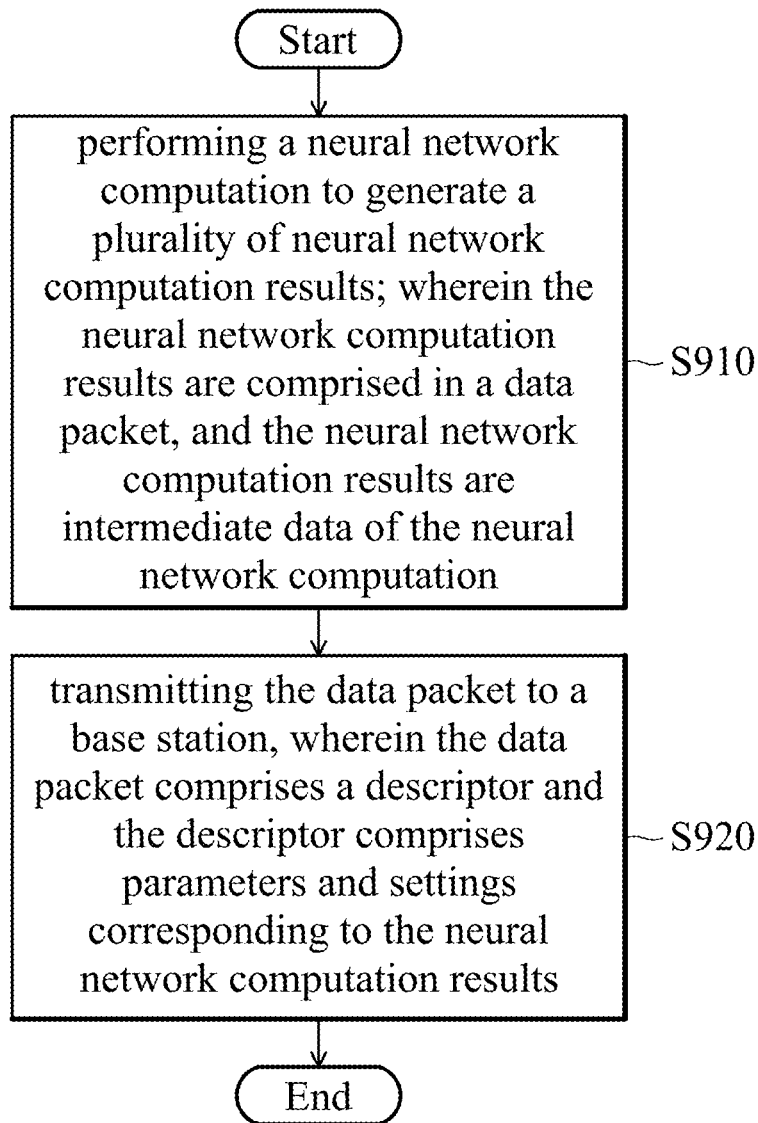 Start
performing a neural network
computation to generate a
plurality of neural network
computation results; wherein the
neural network computation
results are comprised in a data
packet, and the neural network
computation results are
intermediate data of the neural
network computation
S910
transmitting the data packet to a
base station, wherein the data
packet comprises a descriptor and
the descriptor comprises
parameters and settings
corresponding to the neural
network computation results
S920
End